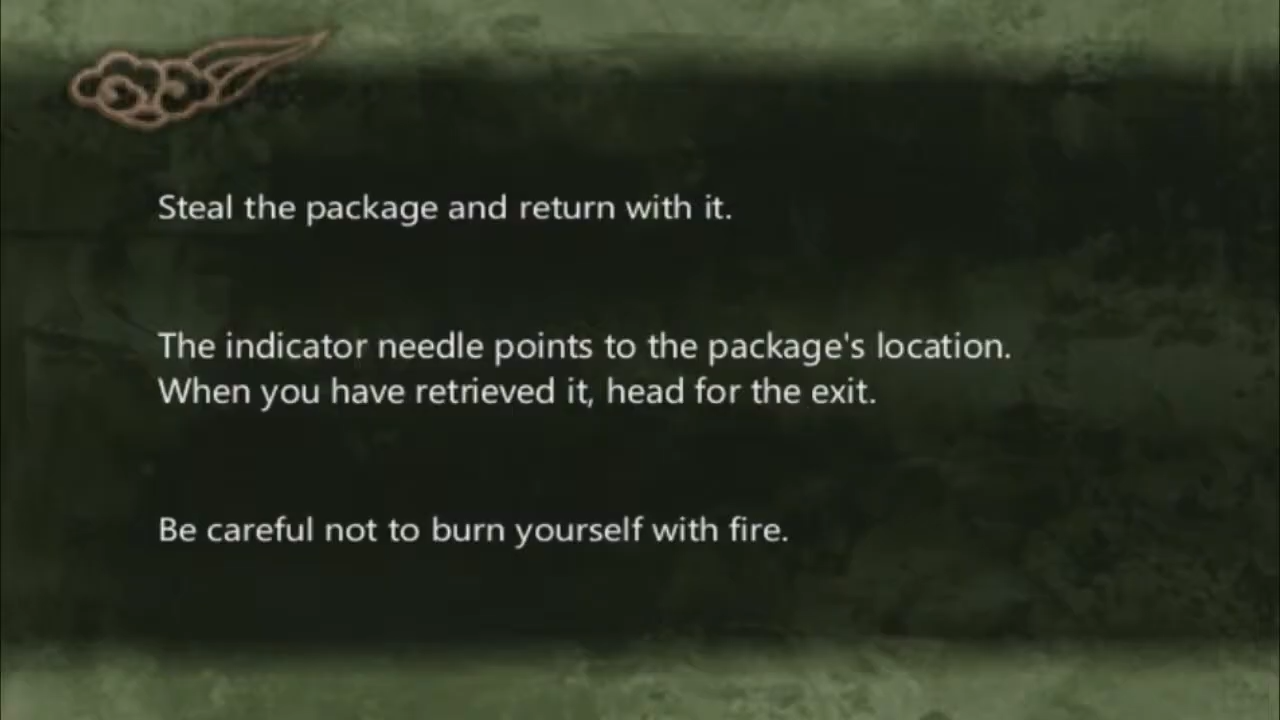 Steal the package and return with it.
The indicator needle points to the package's location.
When you have retrieved it, head for the exit.
Be careful not to burn yourself with fire.